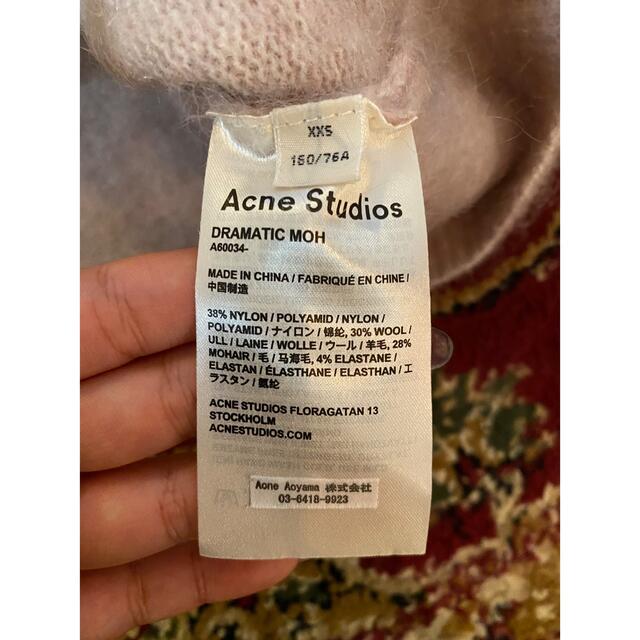 XXS
160/76A
Acne Studios
DRAMATIC MOH
A60034-
MADE IN CHINA / FABRIQUÉ EN CHINE /
中国制造
38% NYLON / POLYAMID / NYLON /
POLYAMID / ナイロン / 锦纶, 30% WOOL /
ULL / LAINE / WOLLE / ウール / 羊毛, 28%
MOHAIR / 毛 / 马海毛, 4% ELASTANE /
ELASTAN / ÉLASTHANE / ELASTHAN / エ
ラスタン / 氨纶
ACNE STUDIOS FLORAGATAN 13
STOCKHOLM
ACNESTUDIOS.COM
Acne Aoyama 株式会社
03-6418-9923